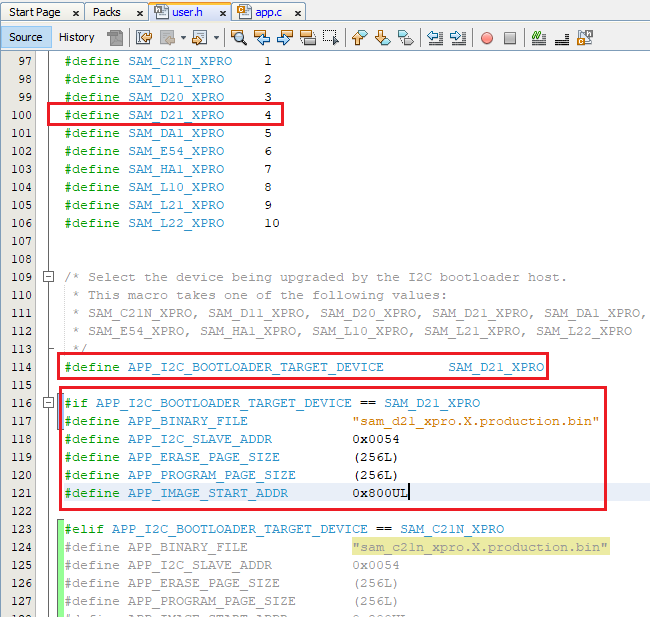 Start Page × Packs × user.h × app.c ×
Source History
97 #define SAM_C21N_XPRO 1
98 #define SAM_D11_XPRO 2
99 #define SAM_D20_XPRO 3
100 #define SAM_D21_XPRO 4
101 #define SAM_DA1_XPRO 5
102 #define SAM_E54_XPRO 6
103 #define SAM_HA1_XPRO 7
104 #define SAM_L10_XPRO 8
105 #define SAM_L21_XPRO 9
106 #define SAM_L22_XPRO 10
107
108
109 /* Select the device being upgraded by the I2C bootloader host.
110 * This macro takes one of the following values:
111 * SAM_C21N_XPRO, SAM_D11_XPRO, SAM_D20_XPRO, SAM_D21_XPRO, SAM_DA1_XPRO,
112 * SAM_E54_XPRO, SAM_HA1_XPRO, SAM_L10_XPRO, SAM_L21_XPRO, SAM_L22_XPRO
113 */
114 #define APP_I2C_BOOTLOADER_TARGET_DEVICE SAM_D21_XPRO
115
116 #if APP_I2C_BOOTLOADER_TARGET_DEVICE == SAM_D21_XPRO
117 #define APP_BINARY_FILE "sam_d21_xpro.X.production.bin"
118 #define APP_I2C_SLAVE_ADDR 0x0054
119 #define APP_ERASE_PAGE_SIZE (256L)
120 #define APP_PROGRAM_PAGE_SIZE (256L)
121 #define APP_IMAGE_START_ADDR 0x800UL
122
123 #elif APP_I2C_BOOTLOADER_TARGET_DEVICE == SAM_C21N_XPRO
124 #define APP_BINARY_FILE "sam_c21n_xpro.X.production.bin"
125 #define APP_I2C_SLAVE_ADDR 0x0054
126 #define APP_ERASE_PAGE_SIZE (256L)
127 #define APP_PROGRAM_PAGE_SIZE (256L)